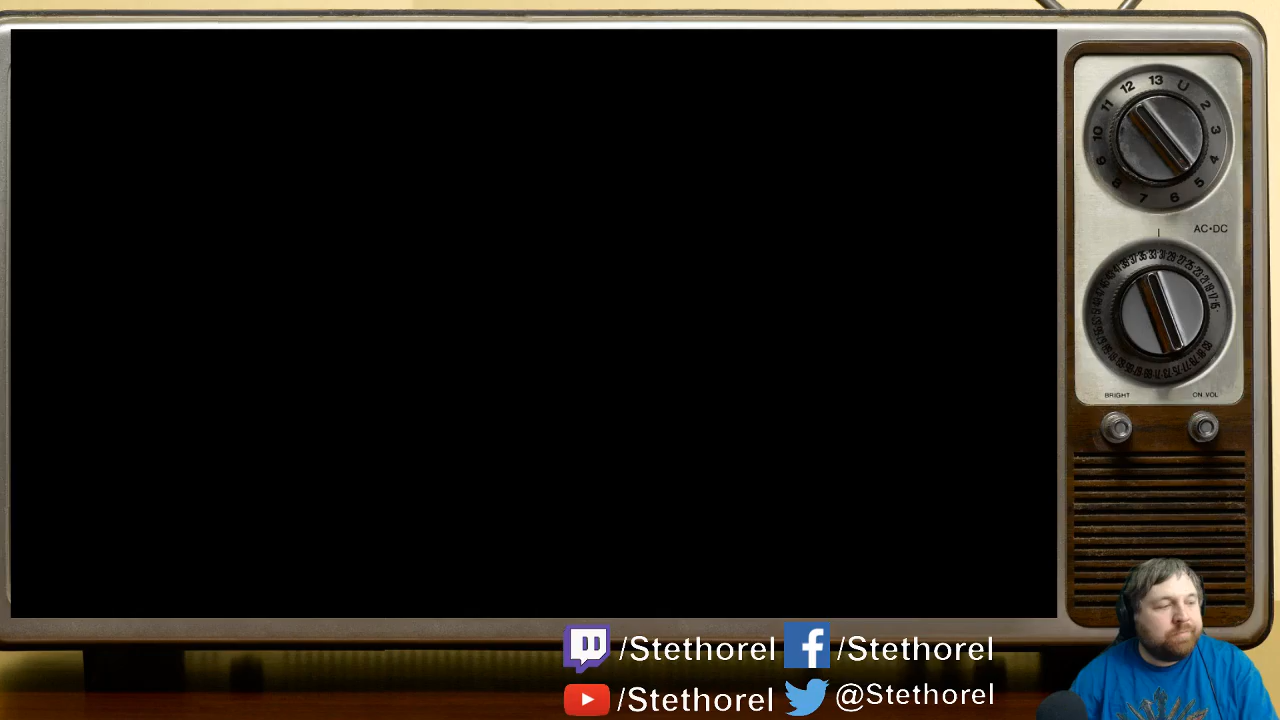 12 13 U 2
11 3
10 4
9 5
8 7 6
AC•DC
BRIGHT ON VOL
/Stethorel /Stethorel
/Stethorel @Stethorel